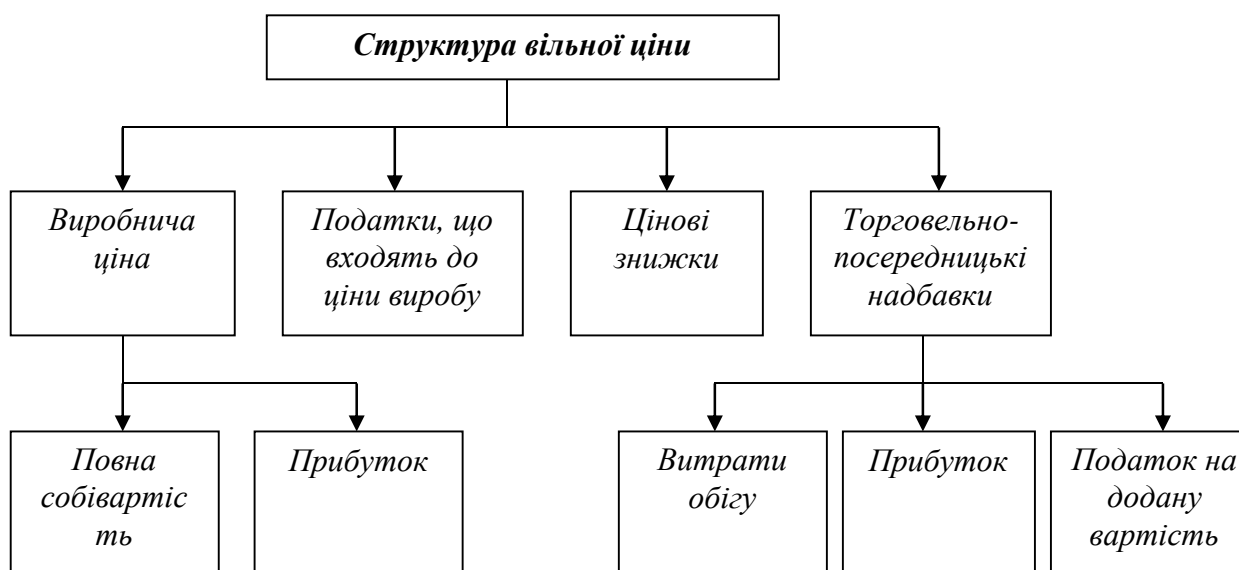 Структура вільної ціни
Виробнича
ціна
Податки, що
входять до
ціни виробу
Цінові
знижки
Торговельно-
посередницькі
надбавки
Повна
собівартіс
ть
Прибуток
Витрати
обігу
Прибуток
Податок на
додану
вартість